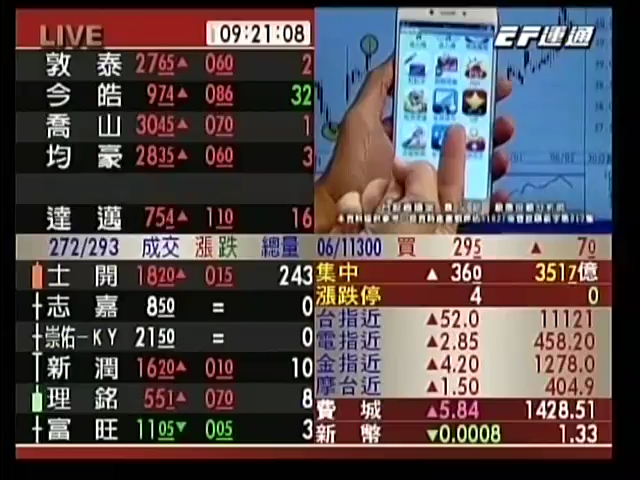 LIVE 09:21:08
EF 連通
敦泰 2765▲ 060 2
今皓 974▲ 086 32
喬山 3045▲ 070 1
均豪 2835▲ 060 3
達邁 754▲ 110 16
272/293 成交 漲跌 總量
06/11300 買 295 ▲ 70
士開 1820▲ 015 243
志嘉 850 = 0
崇佑-KY 2150 = 0
新潤 1620▲ 010 10
理銘 551▲ 070 8
富旺 1105▼ 005 3
集中 ▲ 360 3517億
漲跌停 4 0
台指近 ▲52.0 11121
電指近 ▲2.85 458.20
金指近 ▲4.20 1278.0
摩台近 ▲1.50 404.9
費城 ▲5.84 1428.51
新幣 ▼0.0008 1.33